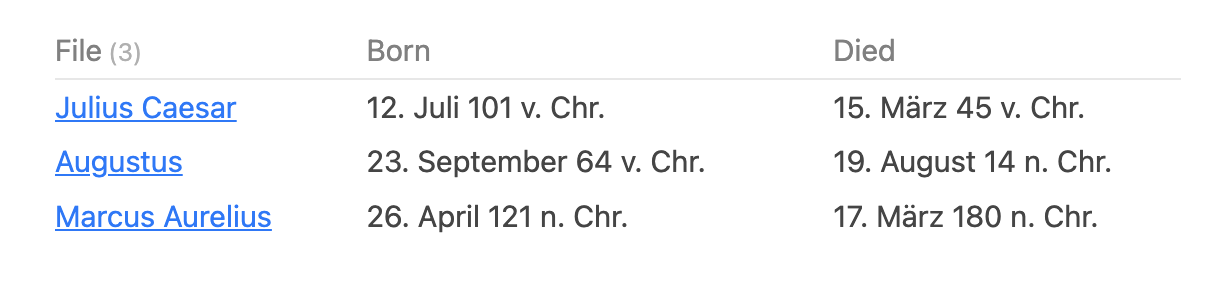 File (3) Born Died
Julius Caesar 12. Juli 101 v. Chr. 15. März 45 v. Chr.
Augustus 23. September 64 v. Chr. 19. August 14 n. Chr.
Marcus Aurelius 26. April 121 n. Chr. 17. März 180 n. Chr.